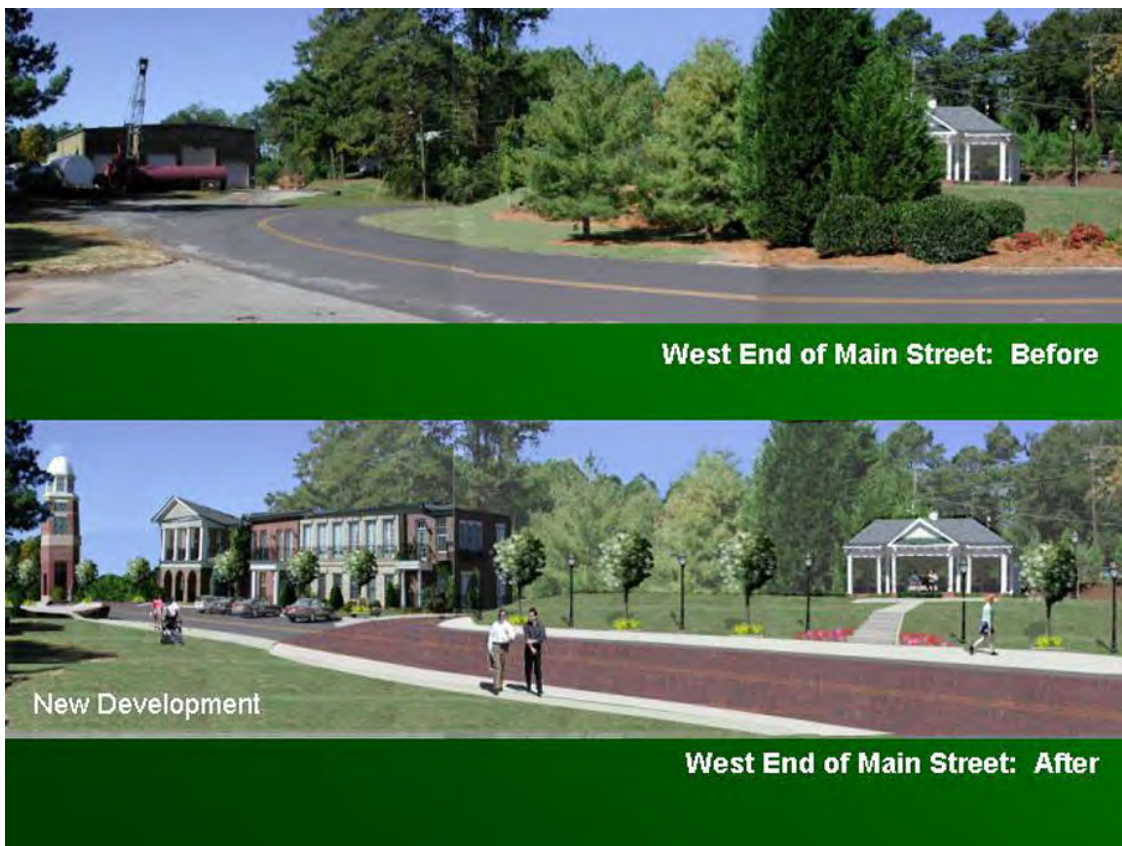 West End of Main Street: Before
New Development
West End of Main Street: After